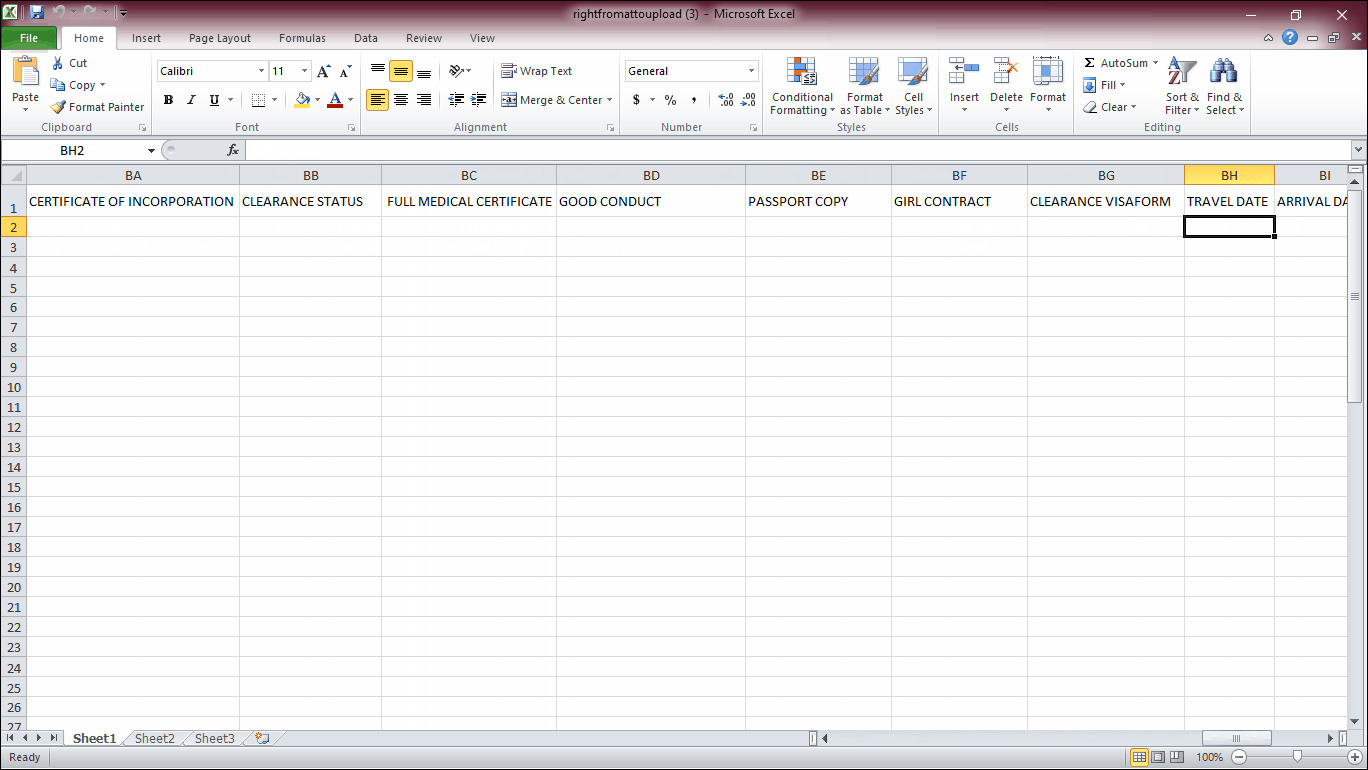 rightfromattoupload (3) - Microsoft Excel
File Home Insert Page Layout Formulas Data Review View
Paste
Cut
Copy
Format Painter
Clipboard
Calibri 11
B I U
Font
Wrap Text
Merge & Center
Alignment
General
$ % ,
Number
Conditional Formatting
Format as Table
Cell Styles
Styles
Insert Delete Format
Cells
Σ AutoSum
Fill
Clear
Sort & Filter
Find & Select
Editing
BH2 fx
BA BB BC BD BE BF BG BH BI
1 CERTIFICATE OF INCORPORATION CLEARANCE STATUS FULL MEDICAL CERTIFICATE GOOD CONDUCT PASSPORT COPY GIRL CONTRACT CLEARANCE VISAFORM TRAVEL DATE ARRIVAL DA
2
3
4
5
6
7
8
9
10
11
12
13
14
15
16
17
18
19
20
21
22
23
24
25
26
27
Sheet1 Sheet2 Sheet3
Ready 100%